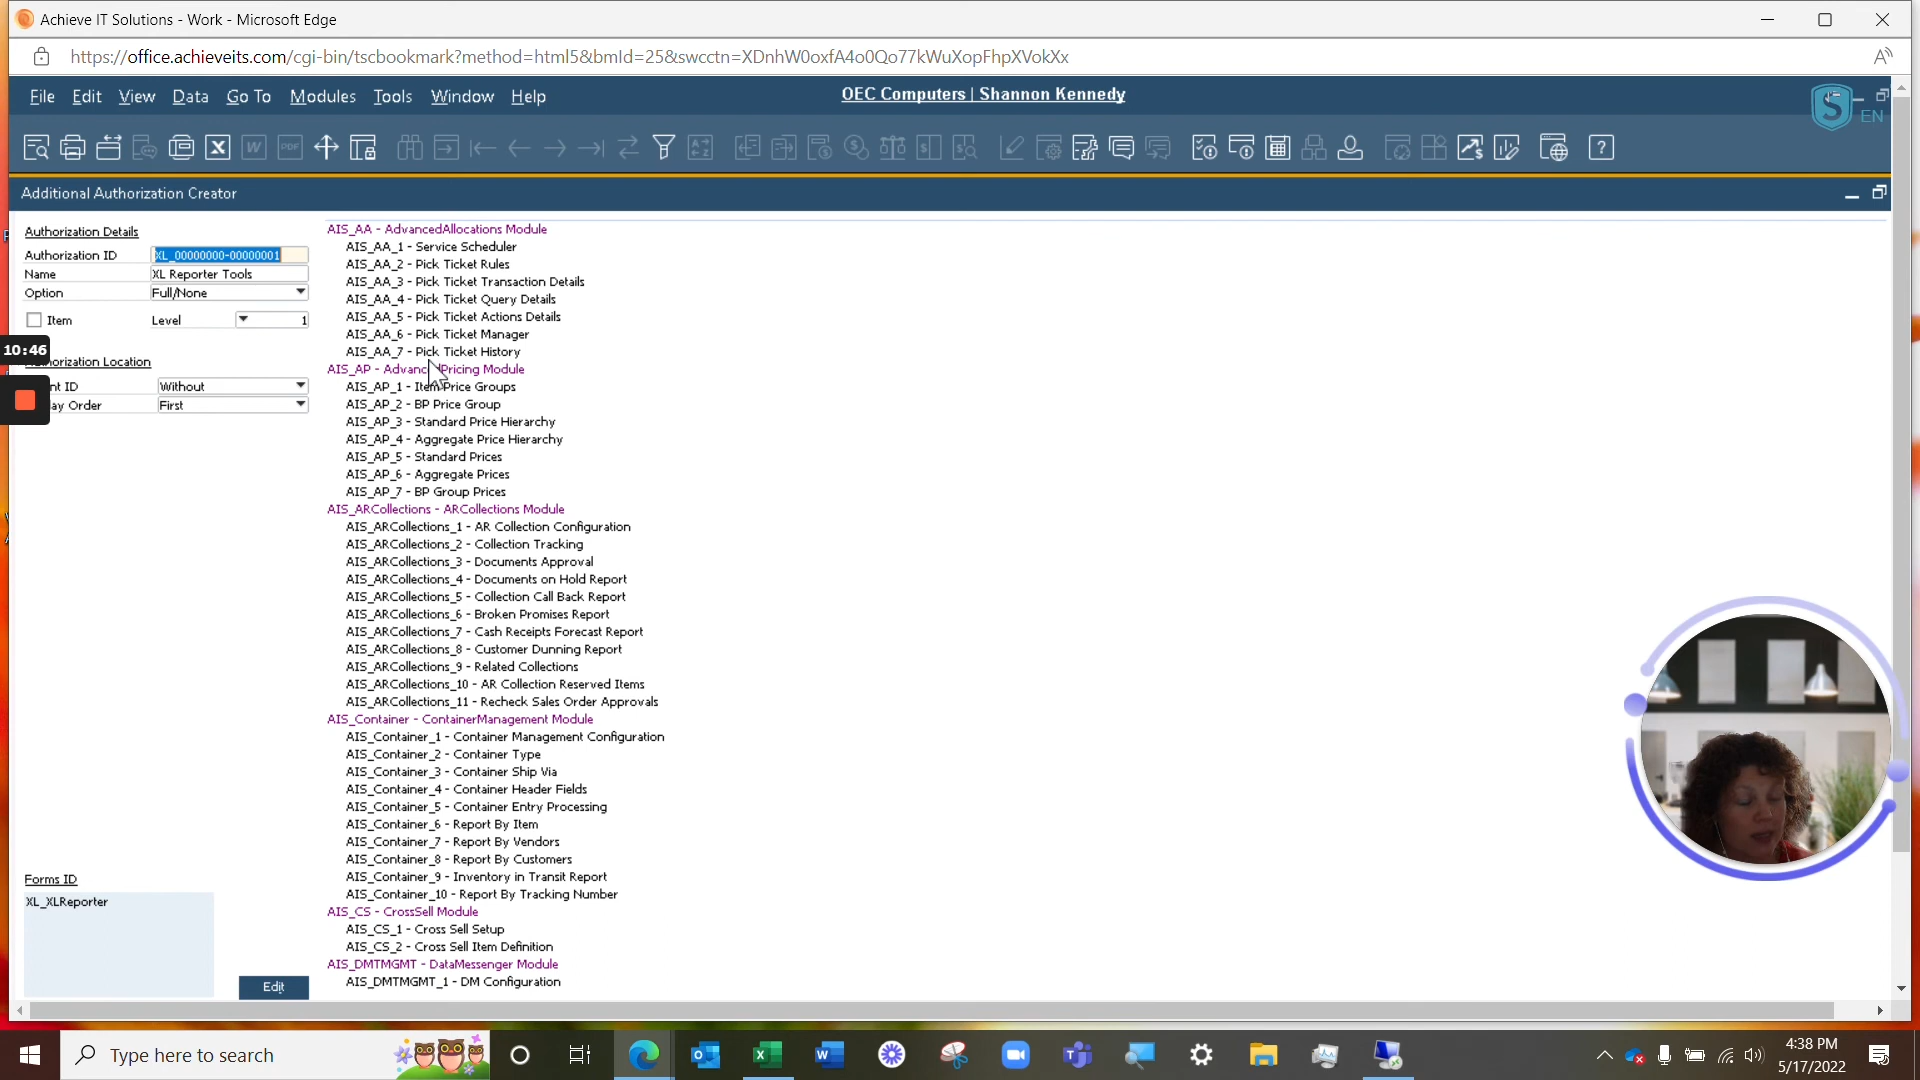 Achieve IT Solutions - Work - Microsoft Edge
https://office.achieveits.com/cgi-bin/tscbookmark?method=html5&bmId=25&swcctn=XDnhW0oxfA4o0Qo77kWuXopFhpXVokXx
File Edit View Data Go To Modules Tools Window Help
OEC Computers | Shannon Kennedy
EN
Additional Authorization Creator
Authorization Details
Authorization ID XL_00000000-00000001
Name XL Reporter Tools
Option Full/None
Item Level 1
10:46
horization Location
nt ID Without
ay Order First
AIS_AA - AdvancedAllocations Module
AIS_AA_1 - Service Scheduler
AIS_AA_2 - Pick Ticket Rules
AIS_AA_3 - Pick Ticket Transaction Details
AIS_AA_4 - Pick Ticket Query Details
AIS_AA_5 - Pick Ticket Actions Details
AIS_AA_6 - Pick Ticket Manager
AIS_AA_7 - Pick Ticket History
AIS_AP - AdvancedPricing Module
AIS_AP_1 - Item Price Groups
AIS_AP_2 - BP Price Group
AIS_AP_3 - Standard Price Hierarchy
AIS_AP_4 - Aggregate Price Hierarchy
AIS_AP_5 - Standard Prices
AIS_AP_6 - Aggregate Prices
AIS_AP_7 - BP Group Prices
AIS_ARCollections - ARCollections Module
AIS_ARCollections_1 - AR Collection Configuration
AIS_ARCollections_2 - Collection Tracking
AIS_ARCollections_3 - Documents Approval
AIS_ARCollections_4 - Documents on Hold Report
AIS_ARCollections_5 - Collection Call Back Report
AIS_ARCollections_6 - Broken Promises Report
AIS_ARCollections_7 - Cash Receipts Forecast Report
AIS_ARCollections_8 - Customer Dunning Report
AIS_ARCollections_9 - Related Collections
AIS_ARCollections_10 - AR Collection Reserved Items
AIS_ARCollections_11 - Recheck Sales Order Approvals
AIS_Container - ContainerManagement Module
AIS_Container_1 - Container Management Configuration
AIS_Container_2 - Container Type
AIS_Container_3 - Container Ship Via
AIS_Container_4 - Container Header Fields
AIS_Container_5 - Container Entry Processing
AIS_Container_6 - Report By Item
AIS_Container_7 - Report By Vendors
AIS_Container_8 - Report By Customers
AIS_Container_9 - Inventory in Transit Report
AIS_Container_10 - Report By Tracking Number
AIS_CS - CrossSell Module
AIS_CS_1 - Cross Sell Setup
AIS_CS_2 - Cross Sell Item Definition
AIS_DMTMGMT - DataMessenger Module
AIS_DMTMGMT_1 - DM Configuration
Forms ID
XL_XLReporter
Edit
Type here to search
4:38 PM
5/17/2022